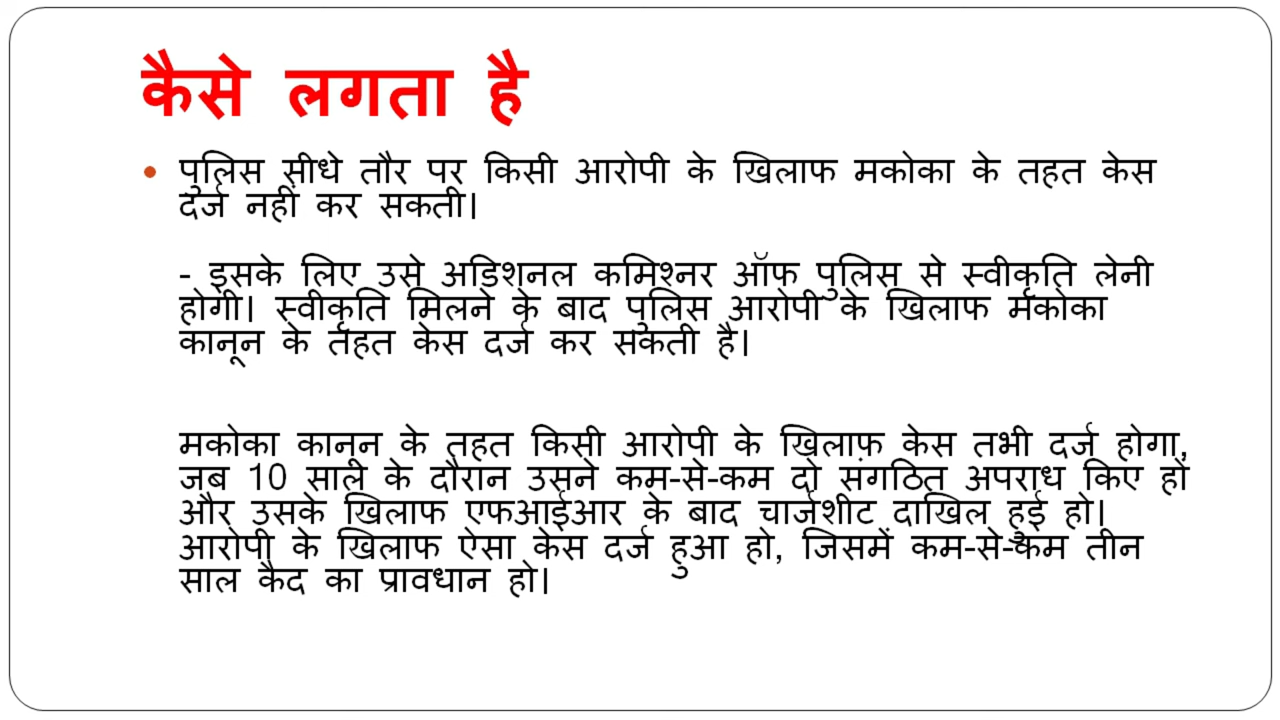 कैसे लगता है
• पुलिस सीधे तौर पर किसी आरोपी के खिलाफ मकोका के तहत केस
दर्ज नहीं कर सकती।
- इसके लिए उसे अडिशनल कमिश्नर ऑफ पुलिस से स्वीकृति लेनी
होगी। स्वीकृति मिलने के बाद पुलिस आरोपी के खिलाफ मकोका
कानून के तहत केस दर्ज कर सकती है।
मकोका कानून के तहत किसी आरोपी के खिलाफ़ केस तभी दर्ज होगा,
जब 10 साल के दौरान उसने कम-से-कम दो संगठित अपराध किए हों
और उसके खिलाफ एफआईआर के बाद चार्जशीट दाखिल हुई हो।
आरोपी के खिलाफ ऐसा केस दर्ज हुआ हो, जिसमें कम-से-कम तीन
साल कैद का प्रावधान हो।